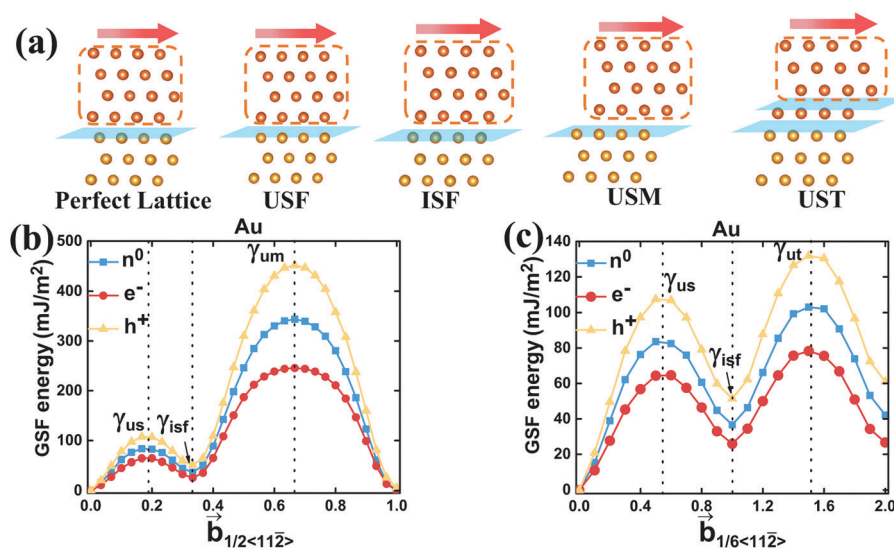 (a)
Perfect Lattice USF ISF USM UST
(b) Au
GSF energy (mJ/m²)
500
400
300
200
100
0
n⁰
e⁻
h⁺
γus γisf γum
0.0 0.2 0.4 0.6 0.8 1.0
b⃗1/2<112̄>
(c) Au
GSF energy (mJ/m²)
140
120
100
80
60
40
20
0
n⁰
e⁻
h⁺
γus γisf γut
0.0 0.4 0.8 1.2 1.6 2.0
b⃗1/6<112̄>